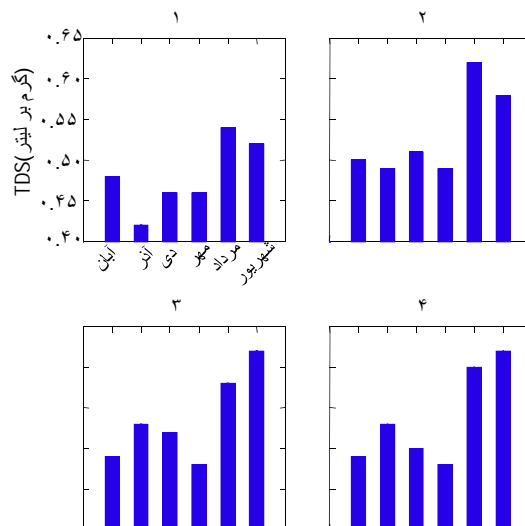 ۱
۲
TDS(گرم بر لیتر)
۰.۶۵
۰.۶۰
۰.۵۵
۰.۵۰
۰.۴۵
۰.۴۰
آبان
آذر
دی
مهر
مرداد
شهریور
۳
۴